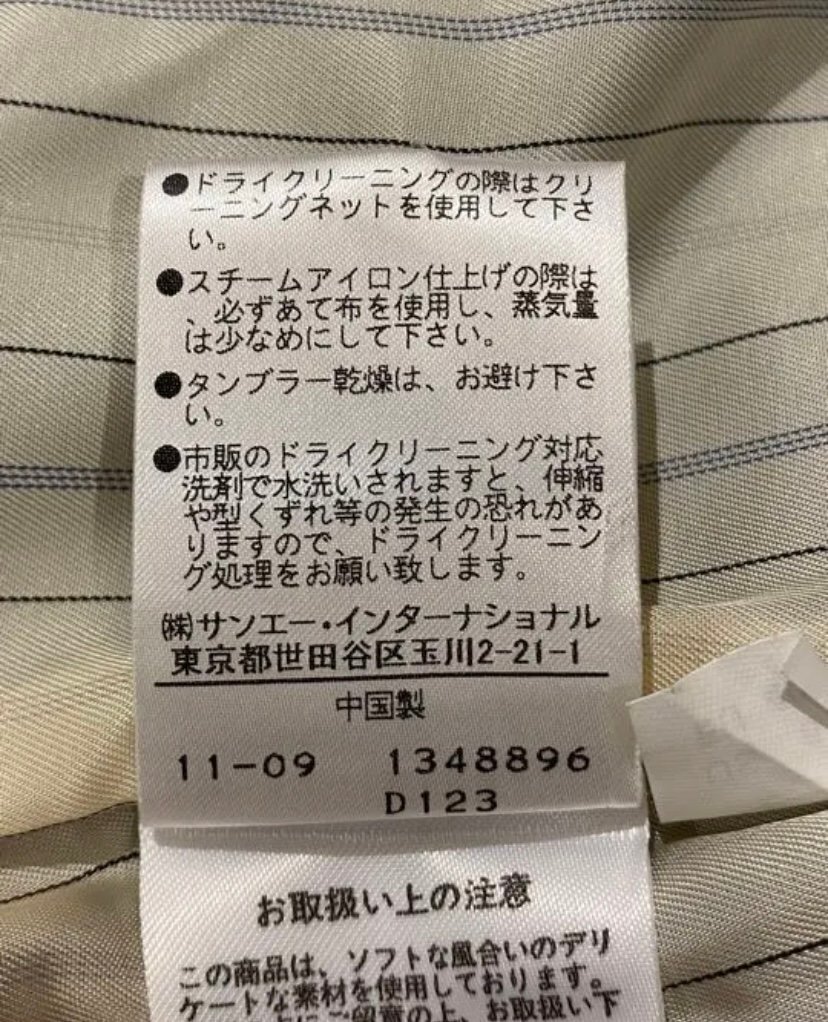 ●ドライクリーニングの際はクリ
ーニングネットを使用して下さ
い。
●スチームアイロン仕上げの際は
、必ずあて布を使用し、蒸気量
は少なめにして下さい。
●タンブラー乾燥は、お避け下さ
い。
●市販のドライクリーニング対応
洗剤で水洗いされますと、伸縮
や型くずれ等の発生の恐れがあ
りますので、ドライクリーニン
グ処理をお願い致します。
㈱サンエー・インターナショナル
東京都世田谷区玉川2-21-1
中国製
11-09 1348896
D123
お取扱い上の注意
この商品は、ソフトな風合いのデリ
ケートな素材を使用しております。
ご留意の上、お取扱い下